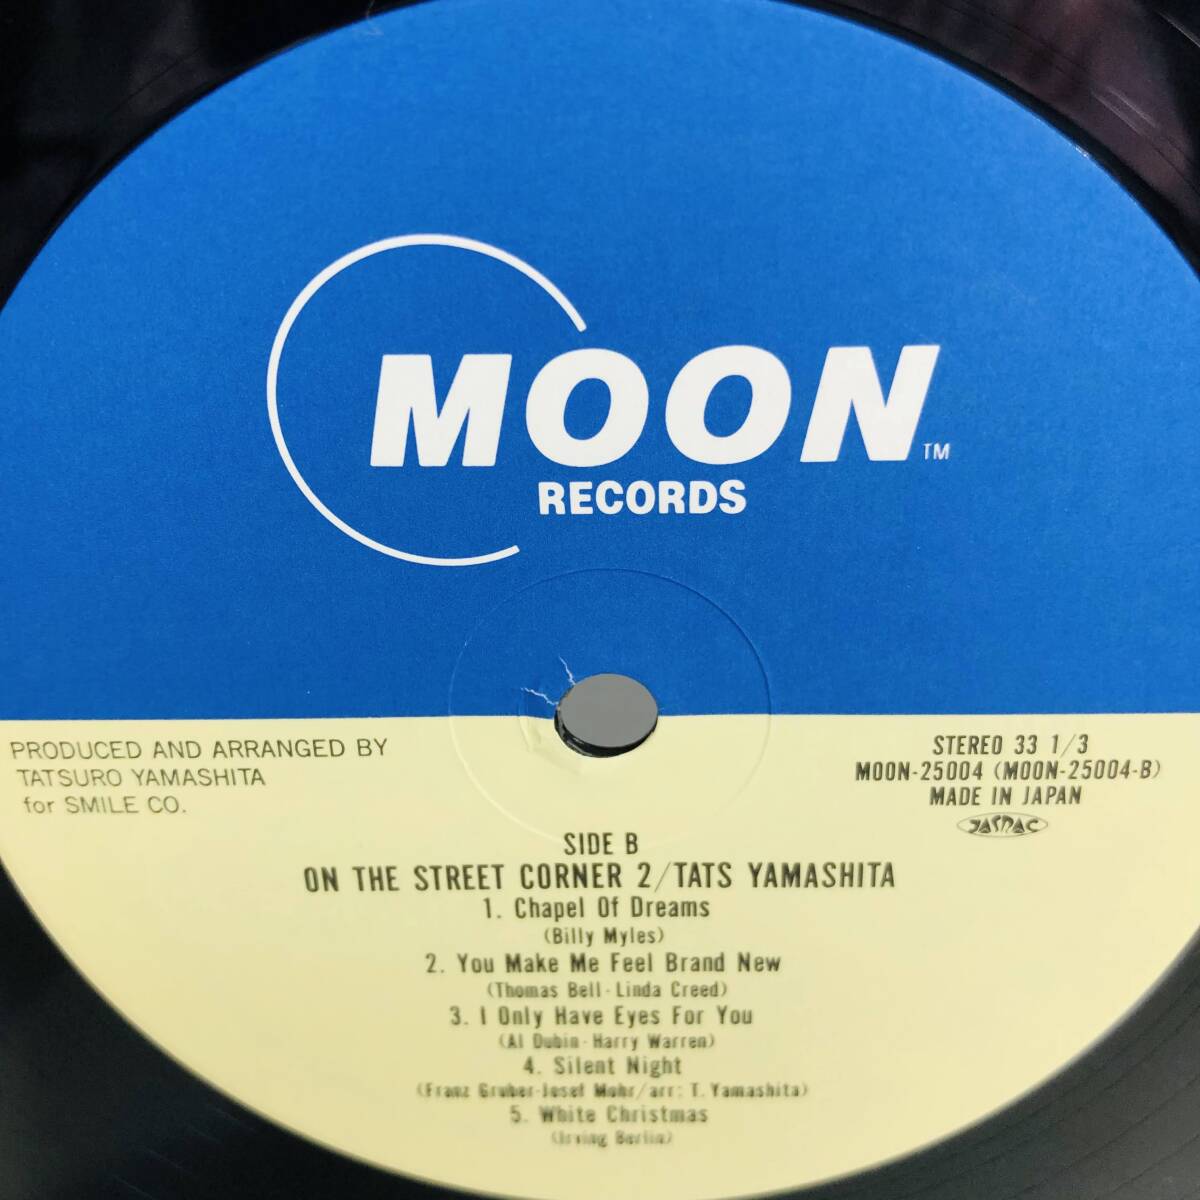 MOON™
RECORDS
PRODUCED AND ARRANGED BY
TATSURO YAMASHITA
for SMILE CO.
STEREO 33 1/3
MOON-25004 (MOON-25004-B)
MADE IN JAPAN
JASRAC
SIDE B
ON THE STREET CORNER 2/TATS YAMASHITA
1. Chapel Of Dreams
(Billy Myles)
2. You Make Me Feel Brand New
(Thomas Bell-Linda Creed)
3. I Only Have Eyes For You
(Al Dubin-Harry Warren)
4. Silent Night
(Franz Gruber-Josef Mohr/arr: T. Yamashita)
5. White Christmas
(Irving Berlin)